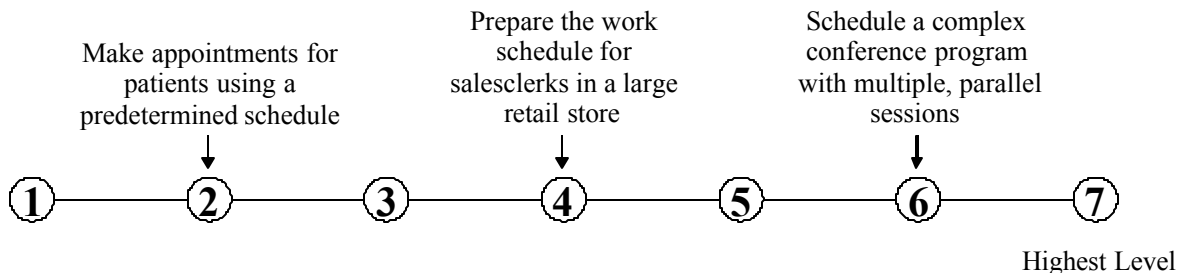 Make appointments for
patients using a
predetermined schedule
Prepare the work
schedule for
salesclerks in a large
retail store
Schedule a complex
conference program
with multiple, parallel
sessions
1 2 3 4 5 6 7
Highest Level